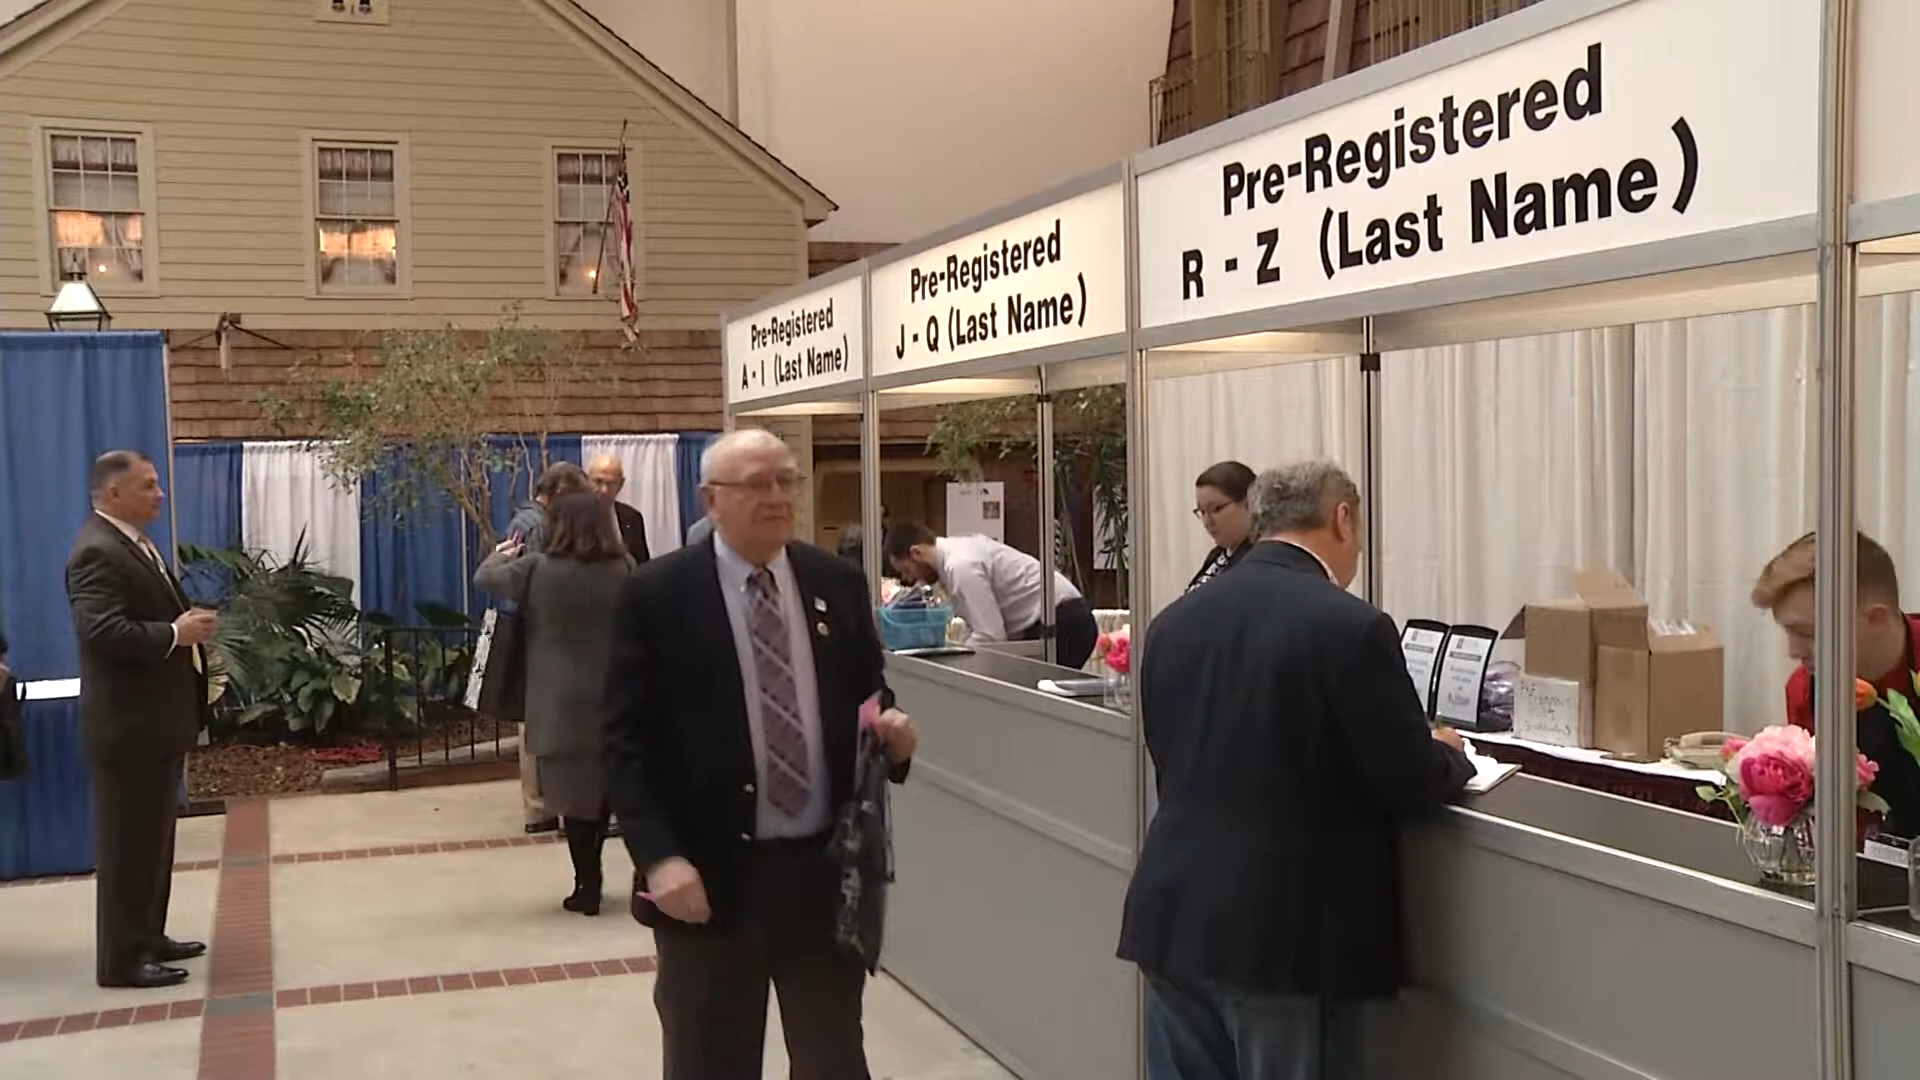 Pre-Registered
A - I (Last Name)
Pre-Registered
J - Q (Last Name)
Pre-Registered
R - Z (Last Name)